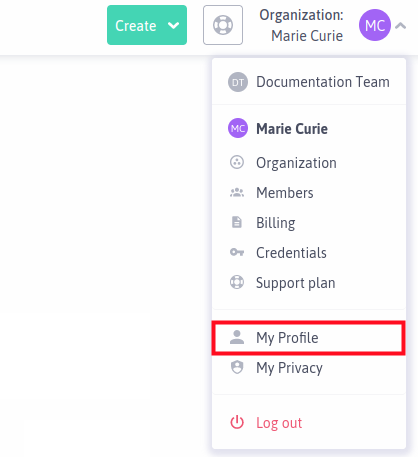 Create
Organization:
Marie Curie
MC
DT
Documentation Team
MC
Marie Curie
Organization
Members
Billing
Credentials
Support plan
My Profile
My Privacy
Log out